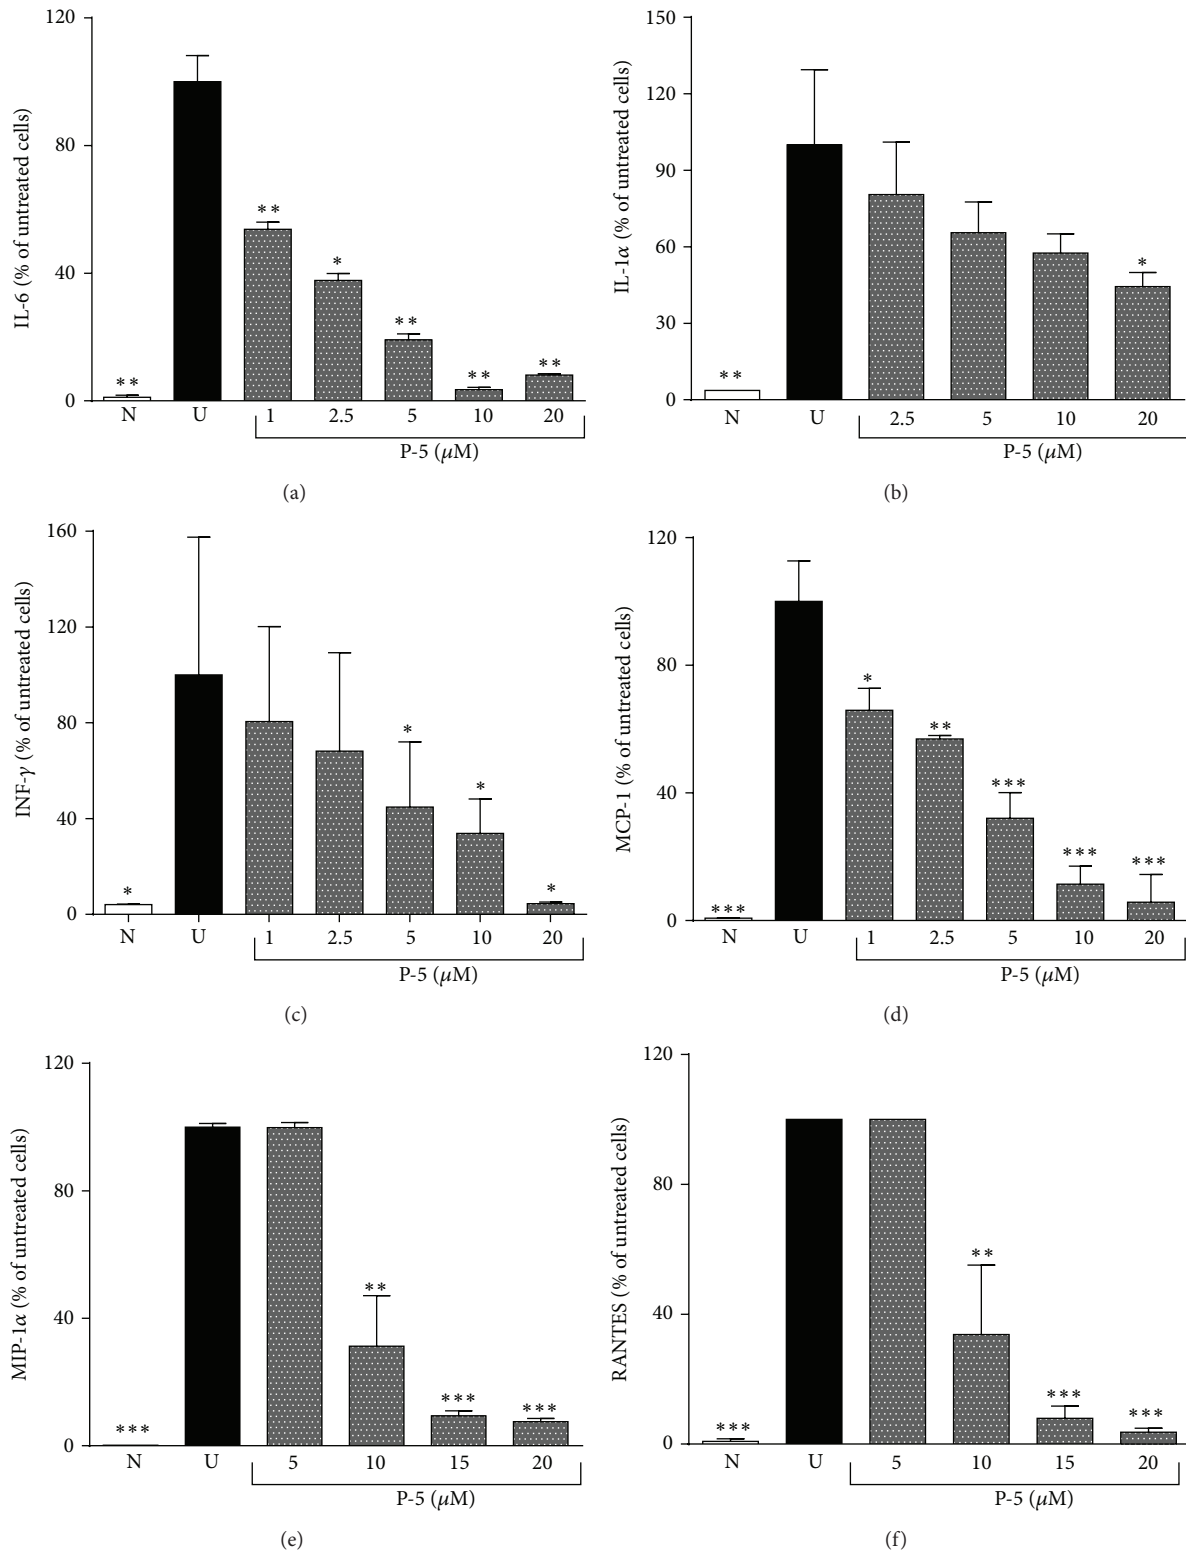 120
80
40
0
IL-6 (% of untreated cells)
**
**
*
**
**
**
N U 1 2.5 5 10 20
P-5 (μM)
(a)
150
120
90
60
30
0
IL-1α (% of untreated cells)
**
*
N U 2.5 5 10 20
P-5 (μM)
(b)
160
120
80
40
0
INF-γ (% of untreated cells)
*
*
*
*
N U 1 2.5 5 10 20
P-5 (μM)
(c)
120
80
40
0
MCP-1 (% of untreated cells)
***
*
**
***
***
***
N U 1 2.5 5 10 20
P-5 (μM)
(d)
120
80
40
0
MIP-1α (% of untreated cells)
***
**
***
***
N U 5 10 15 20
P-5 (μM)
(e)
120
80
40
0
RANTES (% of untreated cells)
***
**
***
***
N U 5 10 15 20
P-5 (μM)
(f)